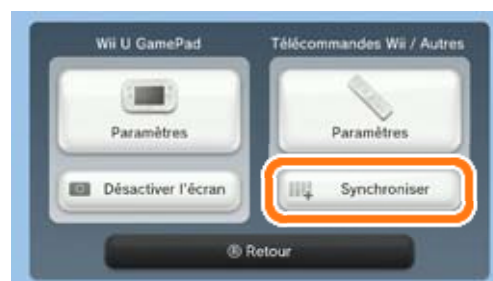 Wii U GamePad
Télécommandes Wii / Autres
Paramètres
Paramètres
Désactiver l'écran
Synchroniser
Ⓑ Retour